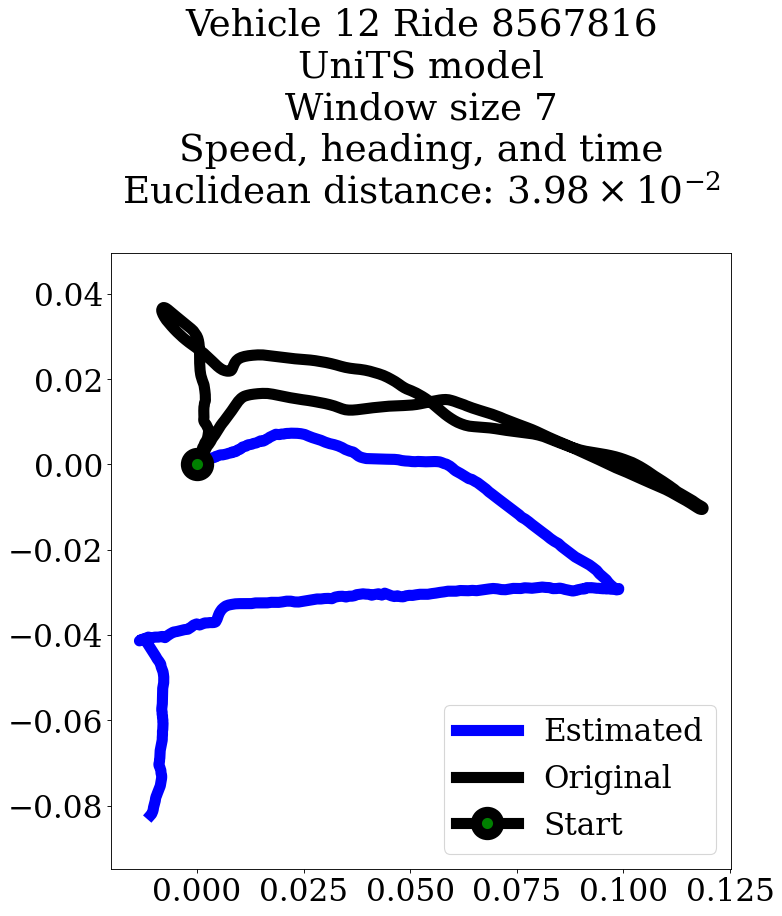 Vehicle 12 Ride 8567816
UniTS model
Window size 7
Speed, heading, and time
Euclidean distance: 3.98 × 10⁻²
0.04
0.02
0.00
−0.02
−0.04
−0.06
−0.08
Estimated
Original
Start
0.000 0.025 0.050 0.075 0.100 0.125